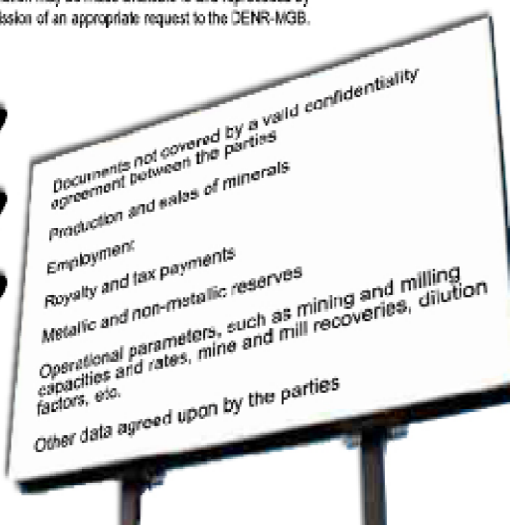 may be made available to and reproduced by
ission of an appropriate request to the DENR-MGB.
Documents not covered by a valid confidentiality
agreement between the parties
Production and sales of minerals
Employment
Royalty and tax payments
Metallic and non-metallic reserves
Operational parameters, such as mining and milling
capacities and rates, mine and mill recoveries, dilution
factors, etc.
Other data agreed upon by the parties